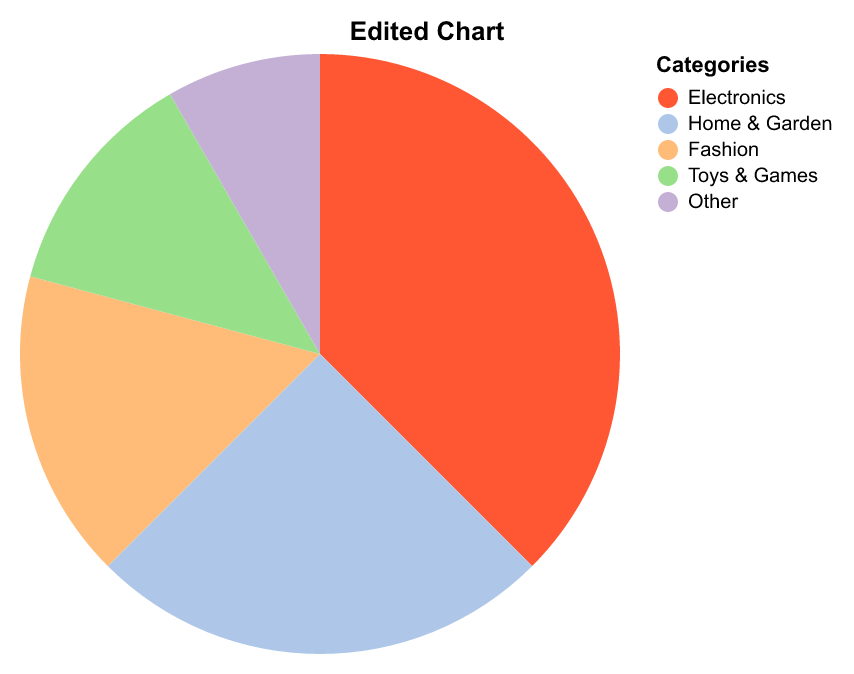 Edited Chart
Categories
Electronics
Home & Garden
Fashion
Toys & Games
Other